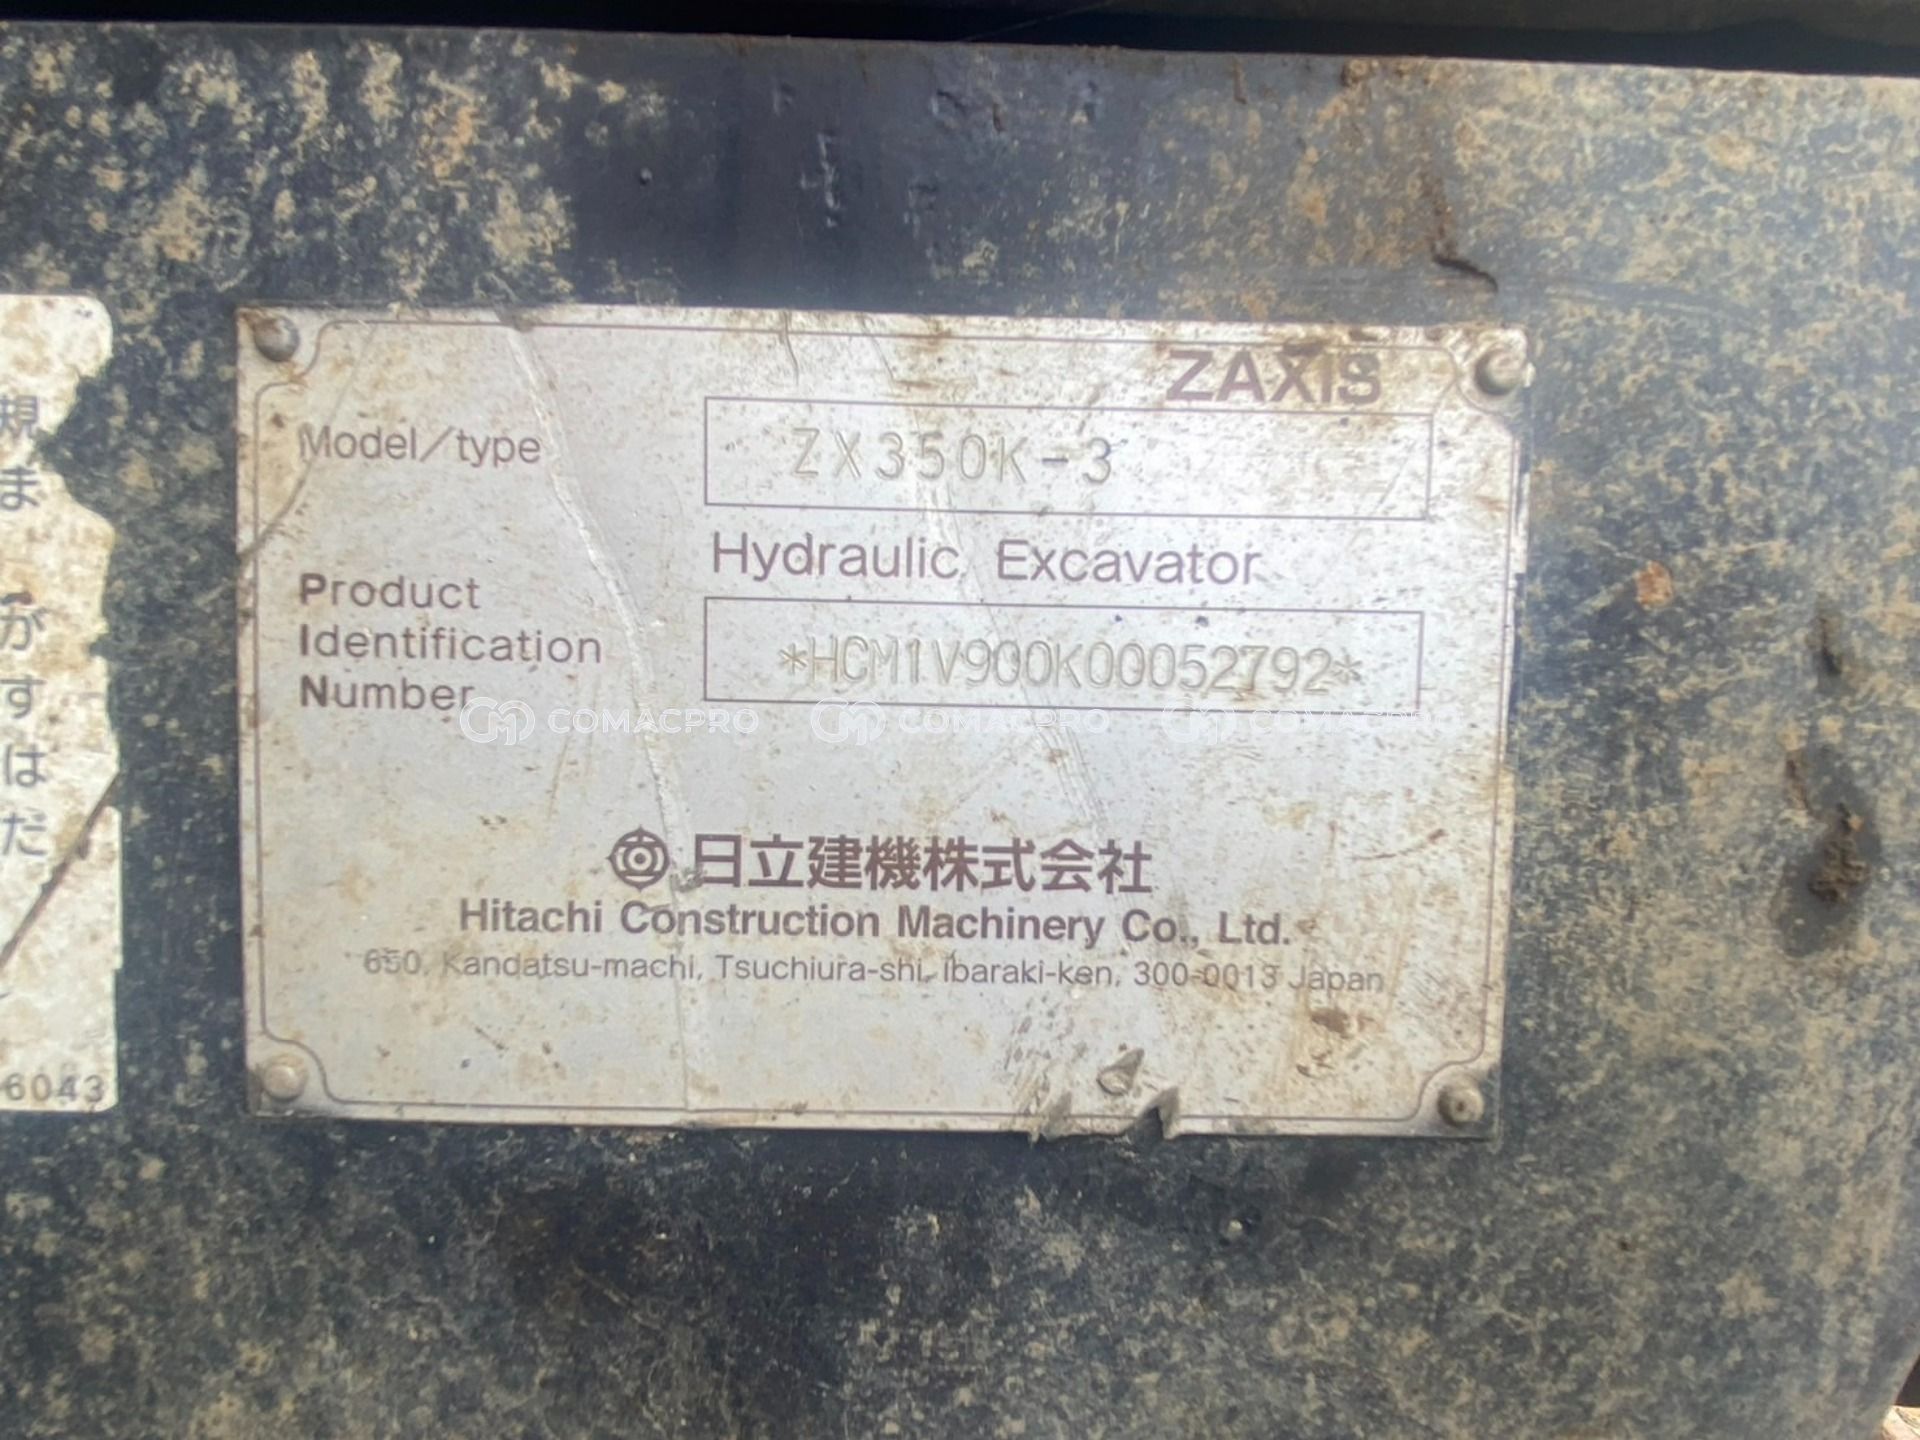 ZAXIS
Model/type
ZX350K-3
Hydraulic Excavator
Product
Identification
Number
*HCM1V900K00052792*
COMACPRO COMACPRO COMACPRO
日立建機株式会社
Hitachi Construction Machinery Co., Ltd.
650, Kandatsu-machi, Tsuchiura-shi, Ibaraki-ken, 300-0013 Japan
規
ま
が
す
は
だ
6043